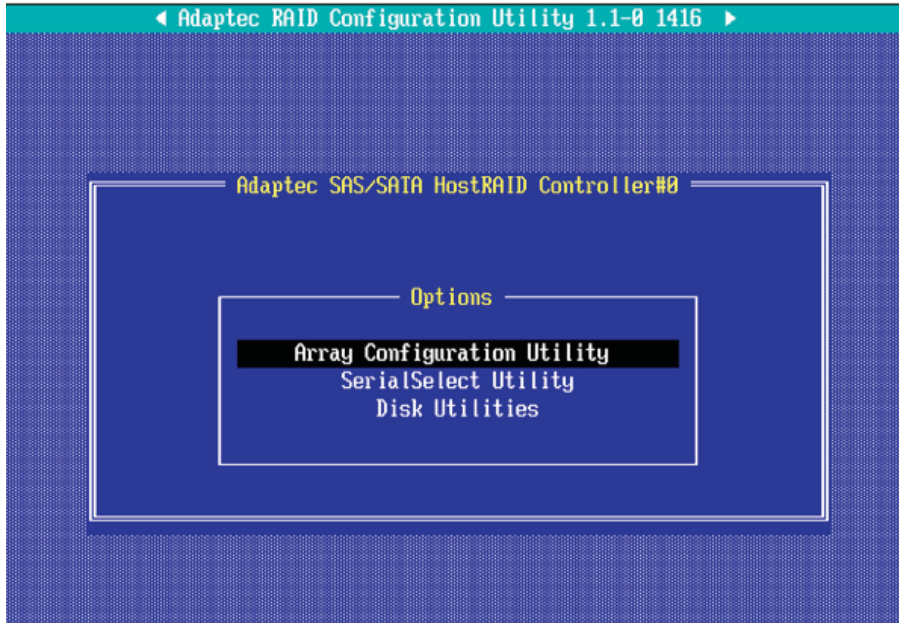 Adaptec RAID Configuration Utility 1.1-0 1416
Adaptec SAS/SATA HostRAID Controller#0
Options
Array Configuration Utility
SerialSelect Utility
Disk Utilities